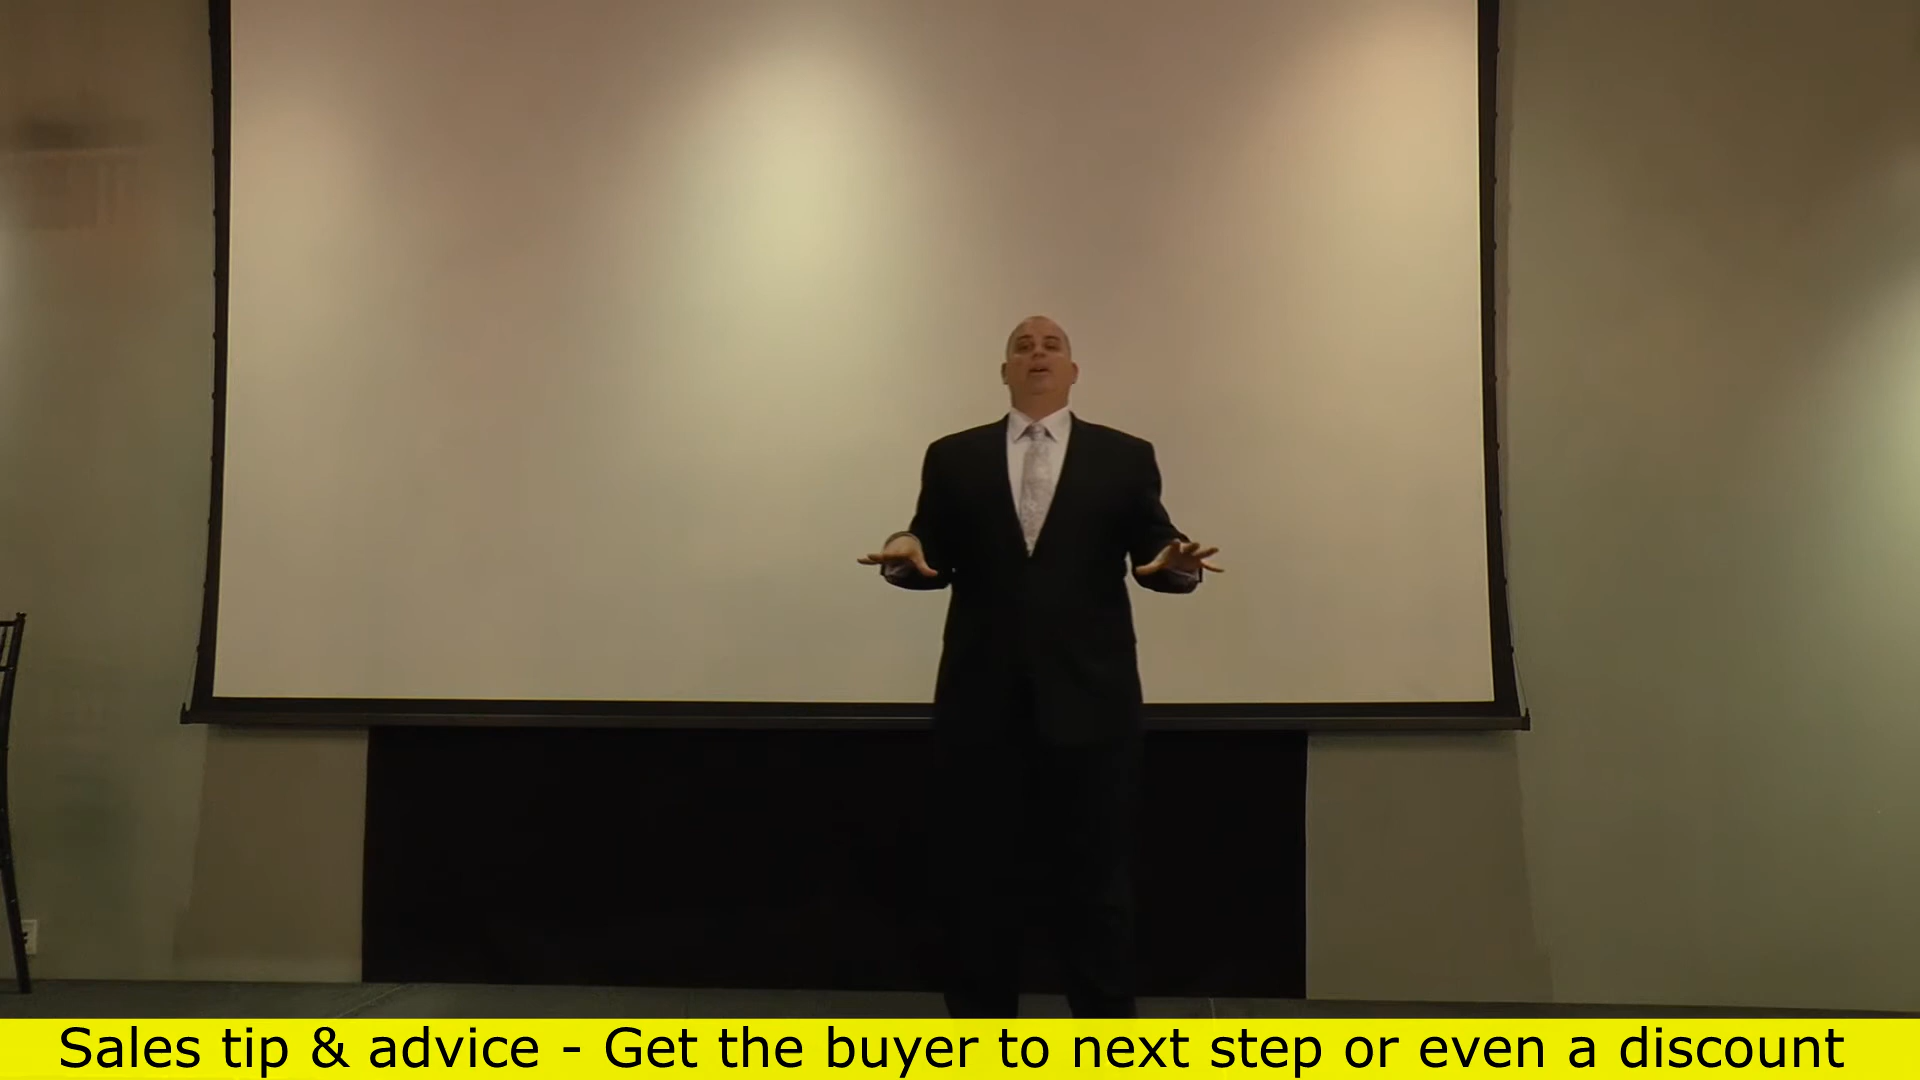 Sales tip & advice - Get the buyer to next step or even a discount